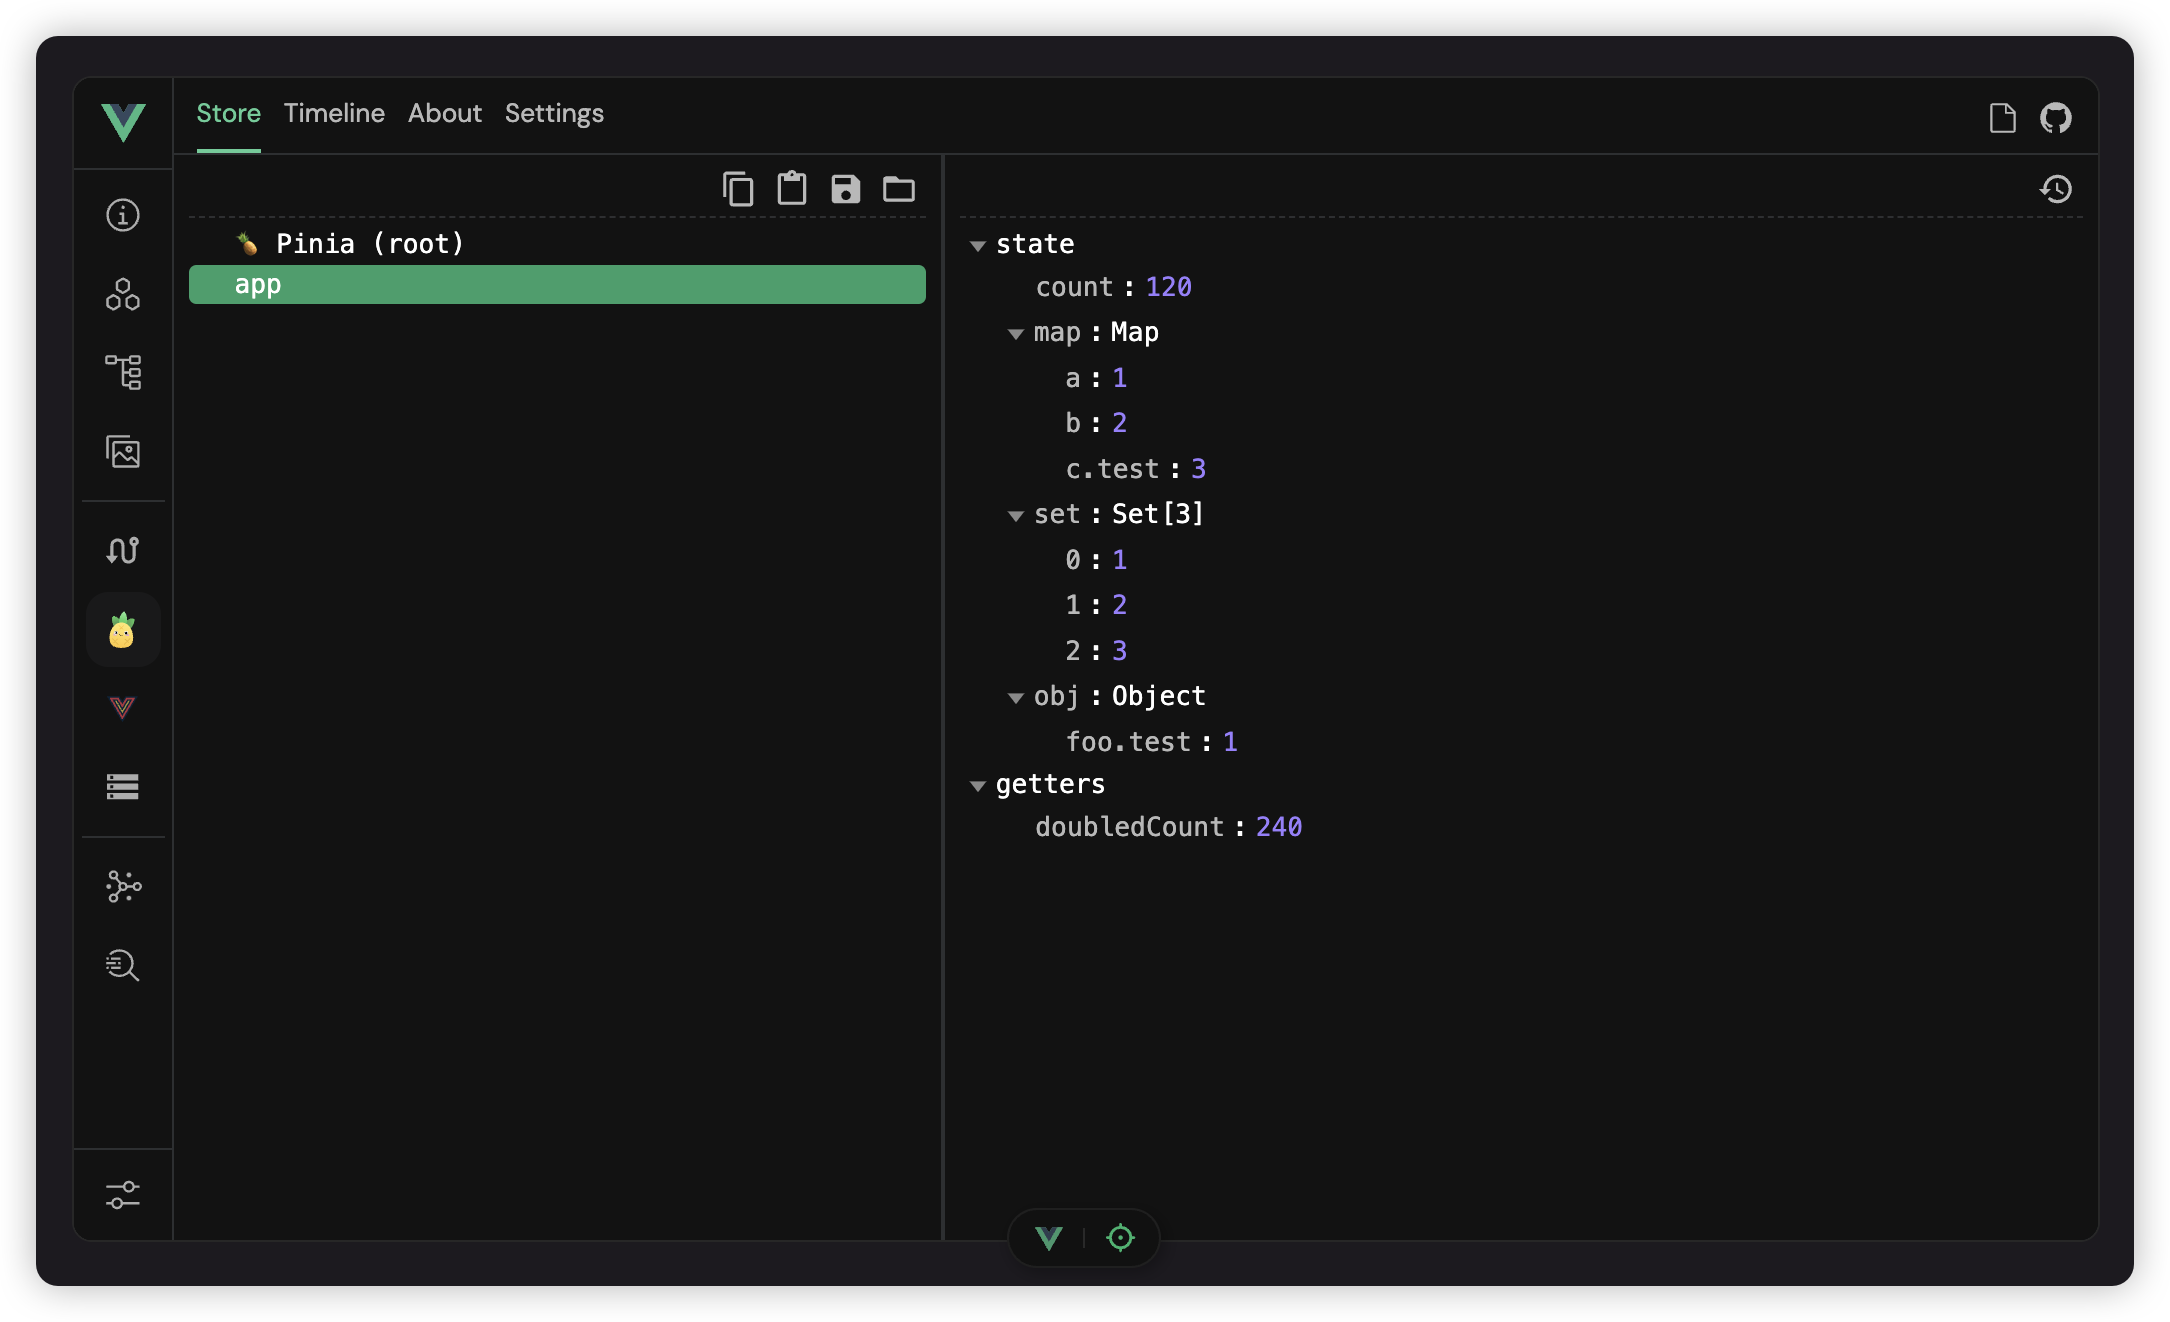 Store Timeline About Settings
Pinia (root)
app
state
count : 120
map : Map
a : 1
b : 2
c.test : 3
set : Set[3]
0 : 1
1 : 2
2 : 3
obj : Object
foo.test : 1
getters
doubledCount : 240